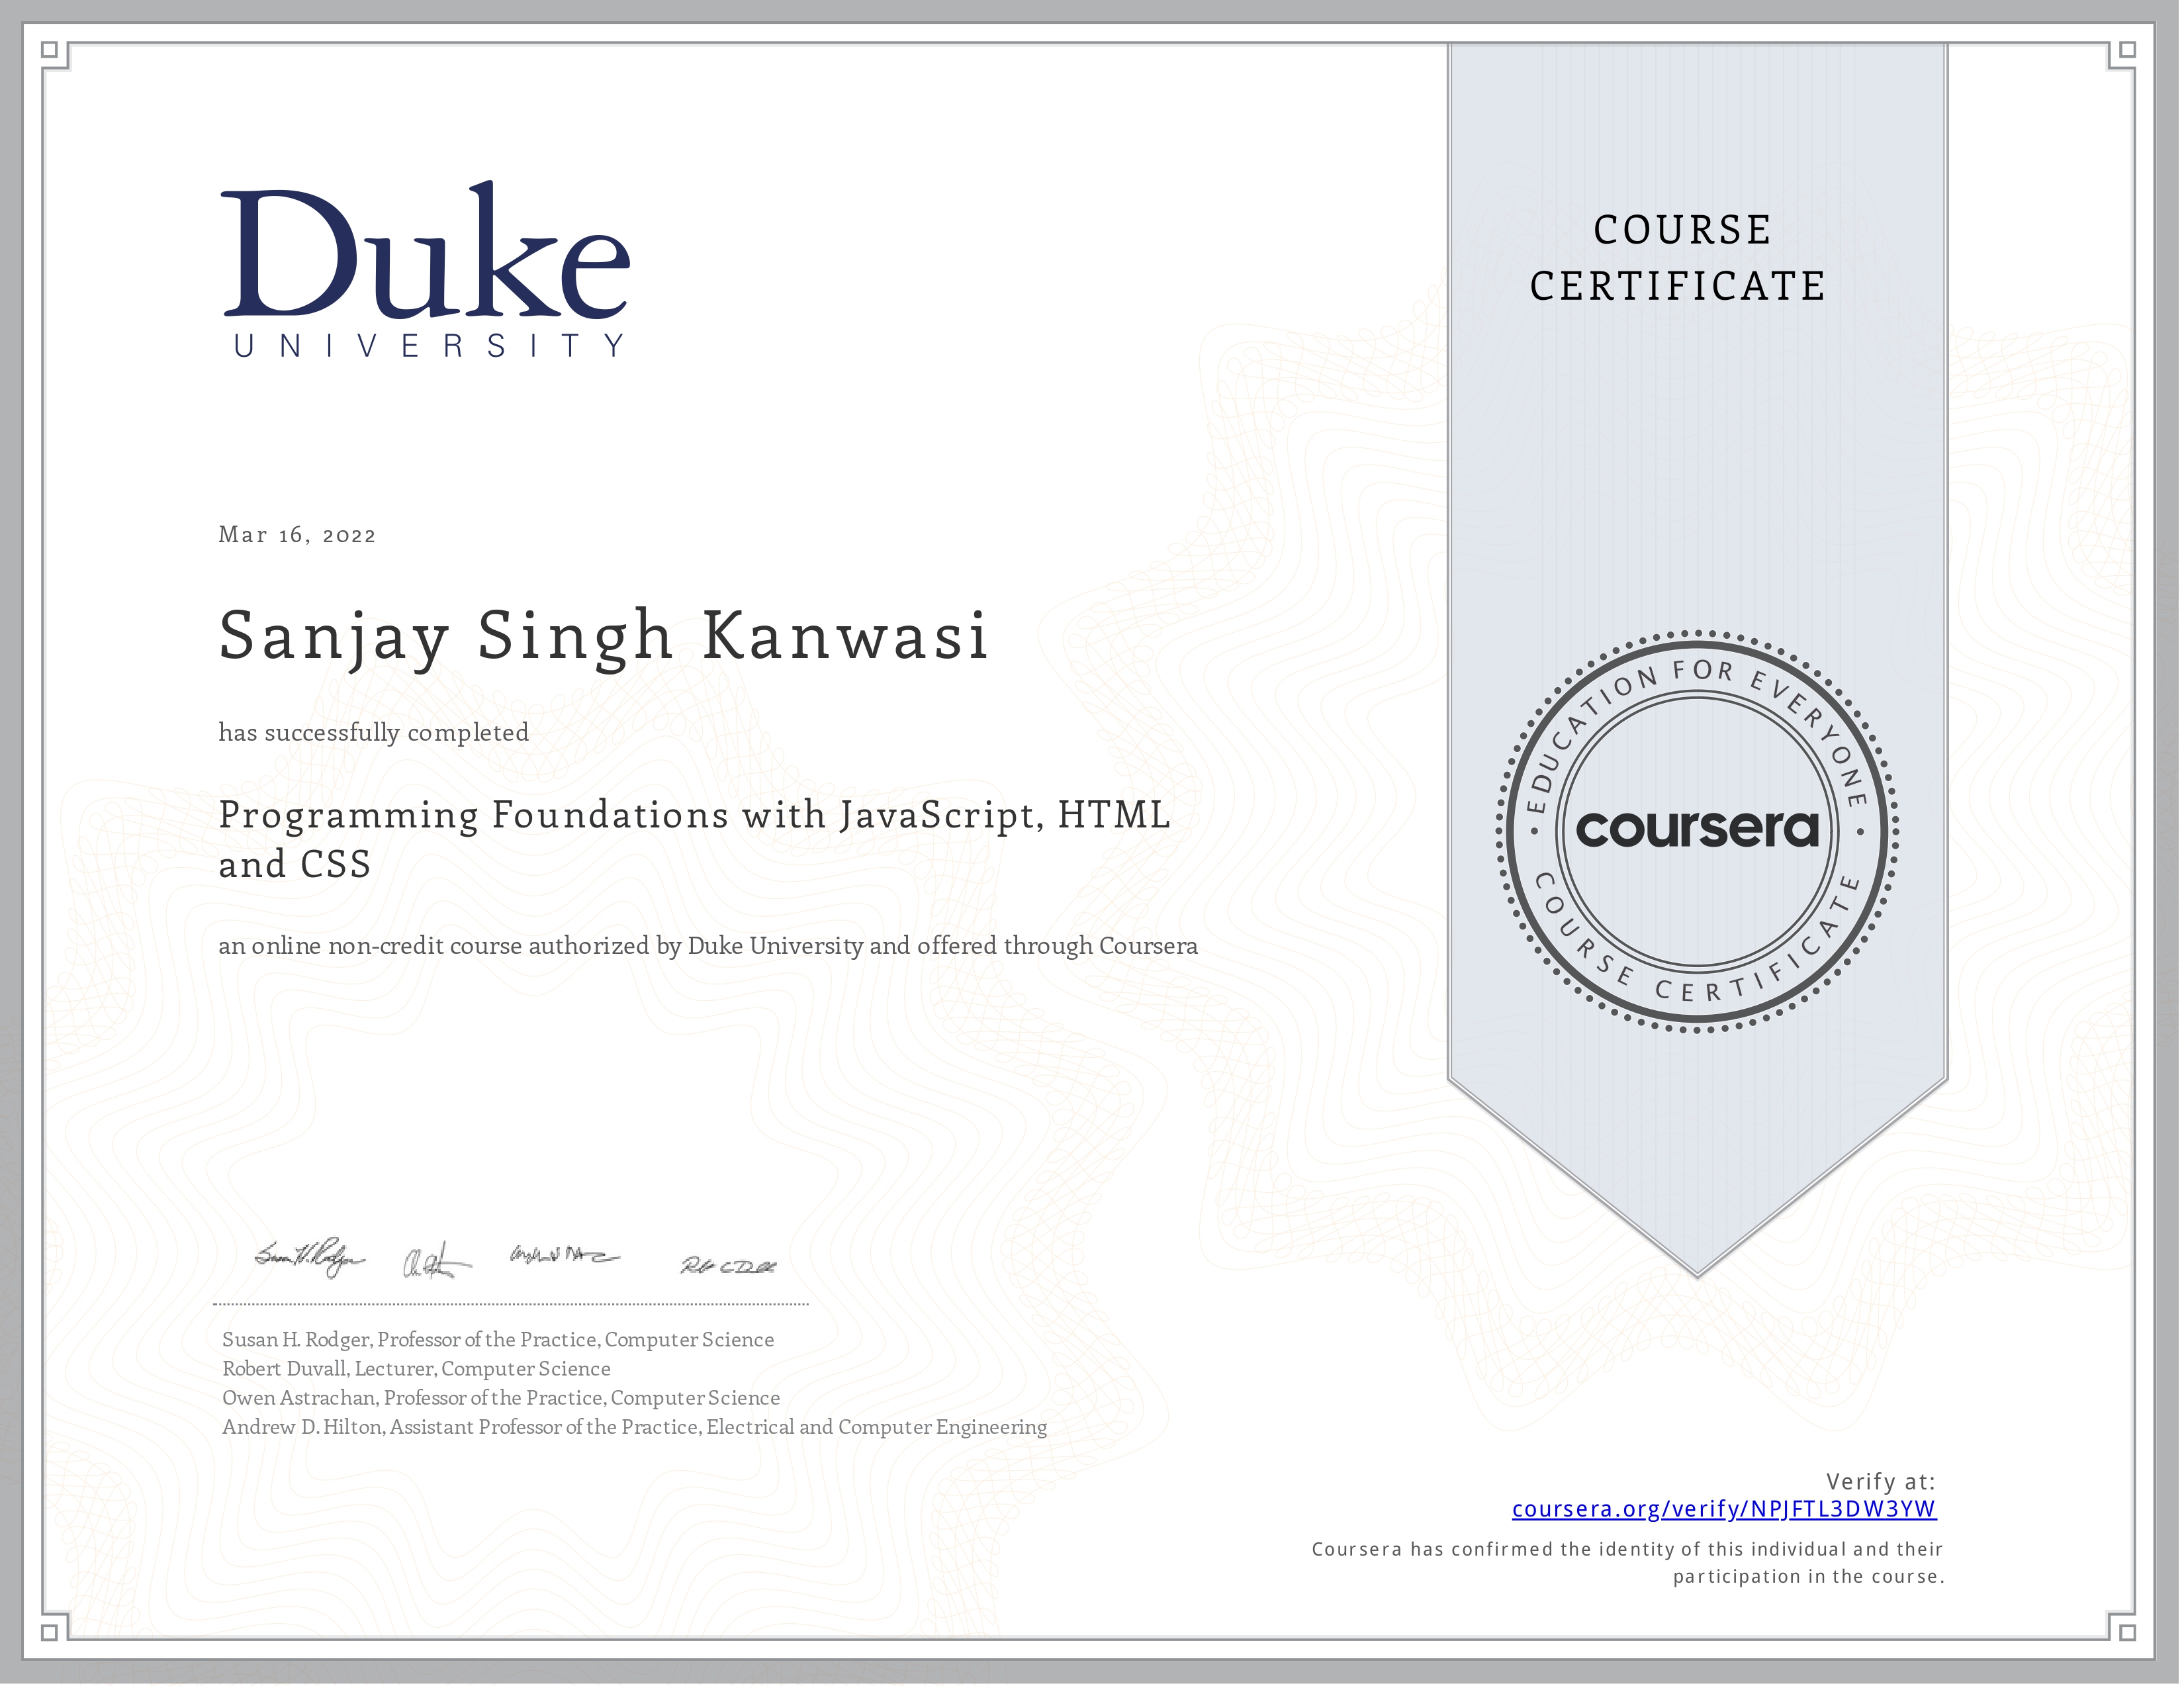 Duke
UNIVERSITY
COURSE
CERTIFICATE
Mar 16, 2022
Sanjay Singh Kanwasi
has successfully completed
Programming Foundations with JavaScript, HTML
and CSS
an online non-credit course authorized by Duke University and offered through Coursera
EDUCATION FOR EVERYONE
coursera
COURSE CERTIFICATE
Susan H. Rodger, Professor of the Practice, Computer Science
Robert Duvall, Lecturer, Computer Science
Owen Astrachan, Professor of the Practice, Computer Science
Andrew D. Hilton, Assistant Professor of the Practice, Electrical and Computer Engineering
Verify at:
coursera.org/verify/NPJFTL3DW3YW
Coursera has confirmed the identity of this individual and their
participation in the course.